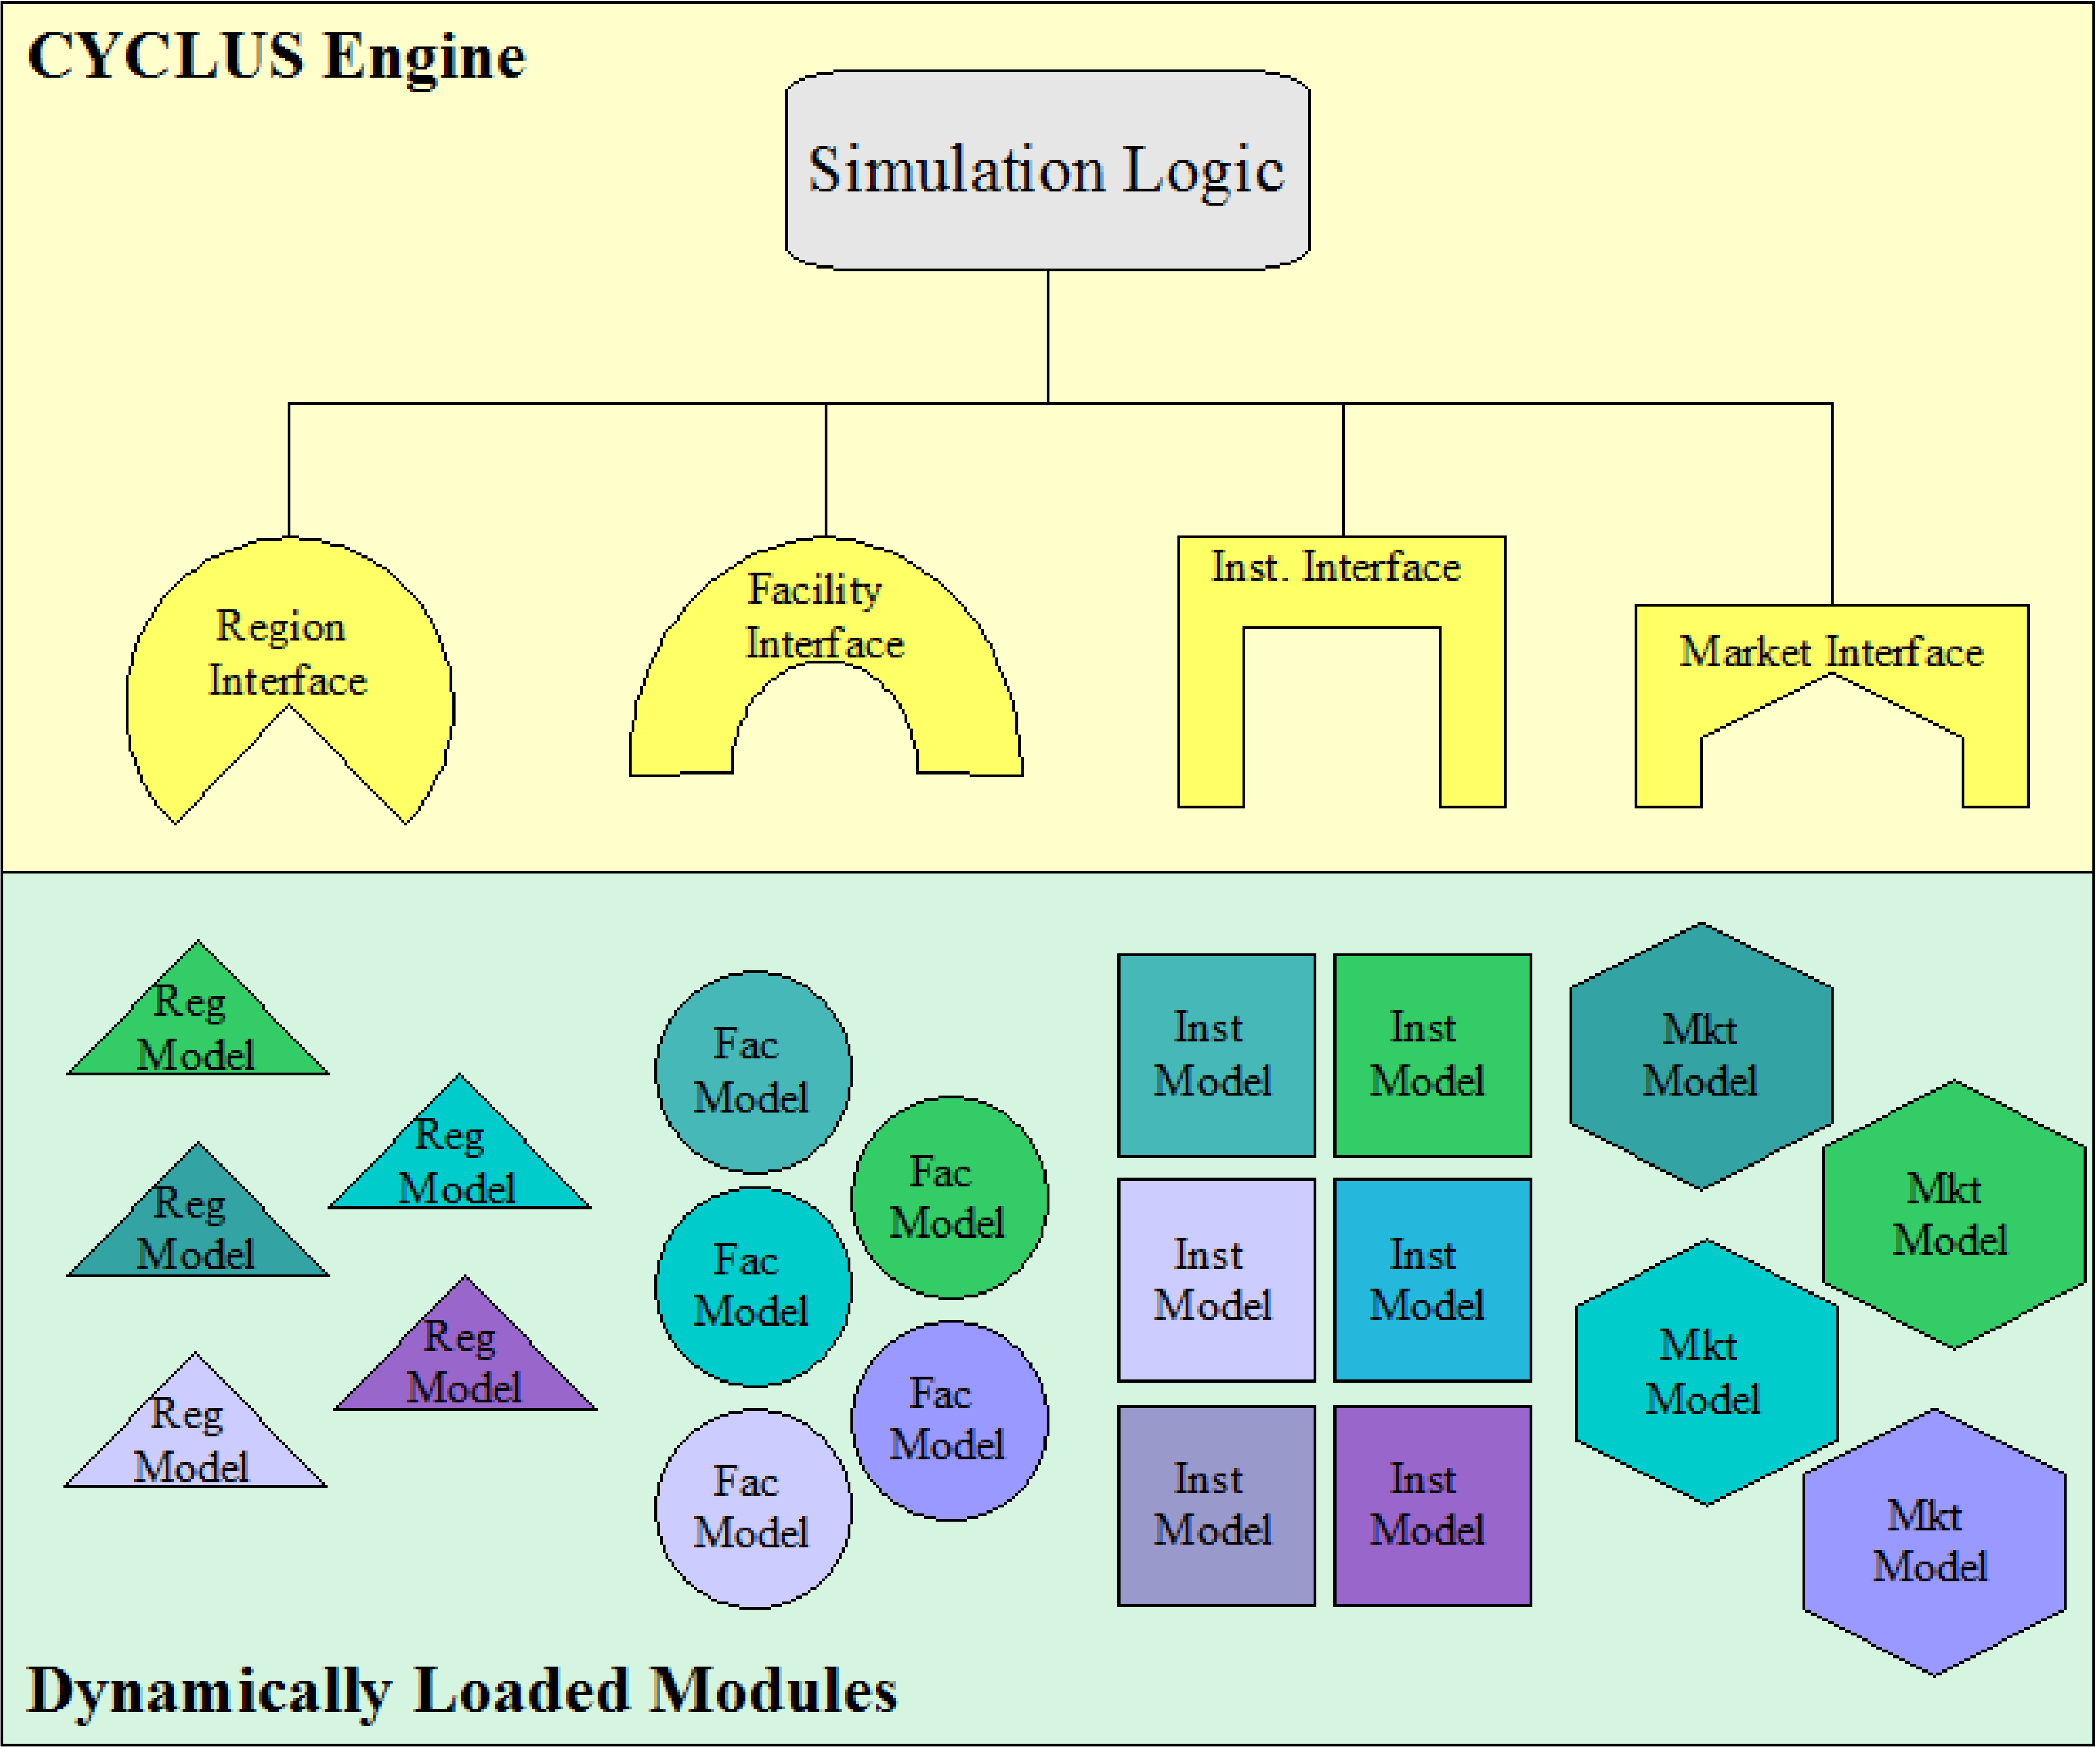 CYCLUS Engine
Simulation Logic
Region
Interface
Facility
Interface
Inst. Interface
Market Interface
Reg
Model
Reg
Model
Reg
Model
Reg
Model
Reg
Model
Fac
Model
Fac
Model
Fac
Model
Fac
Model
Fac
Model
Inst
Model
Inst
Model
Inst
Model
Inst
Model
Inst
Model
Inst
Model
Mkt
Model
Mkt
Model
Mkt
Model
Mkt
Model
Dynamically Loaded Modules